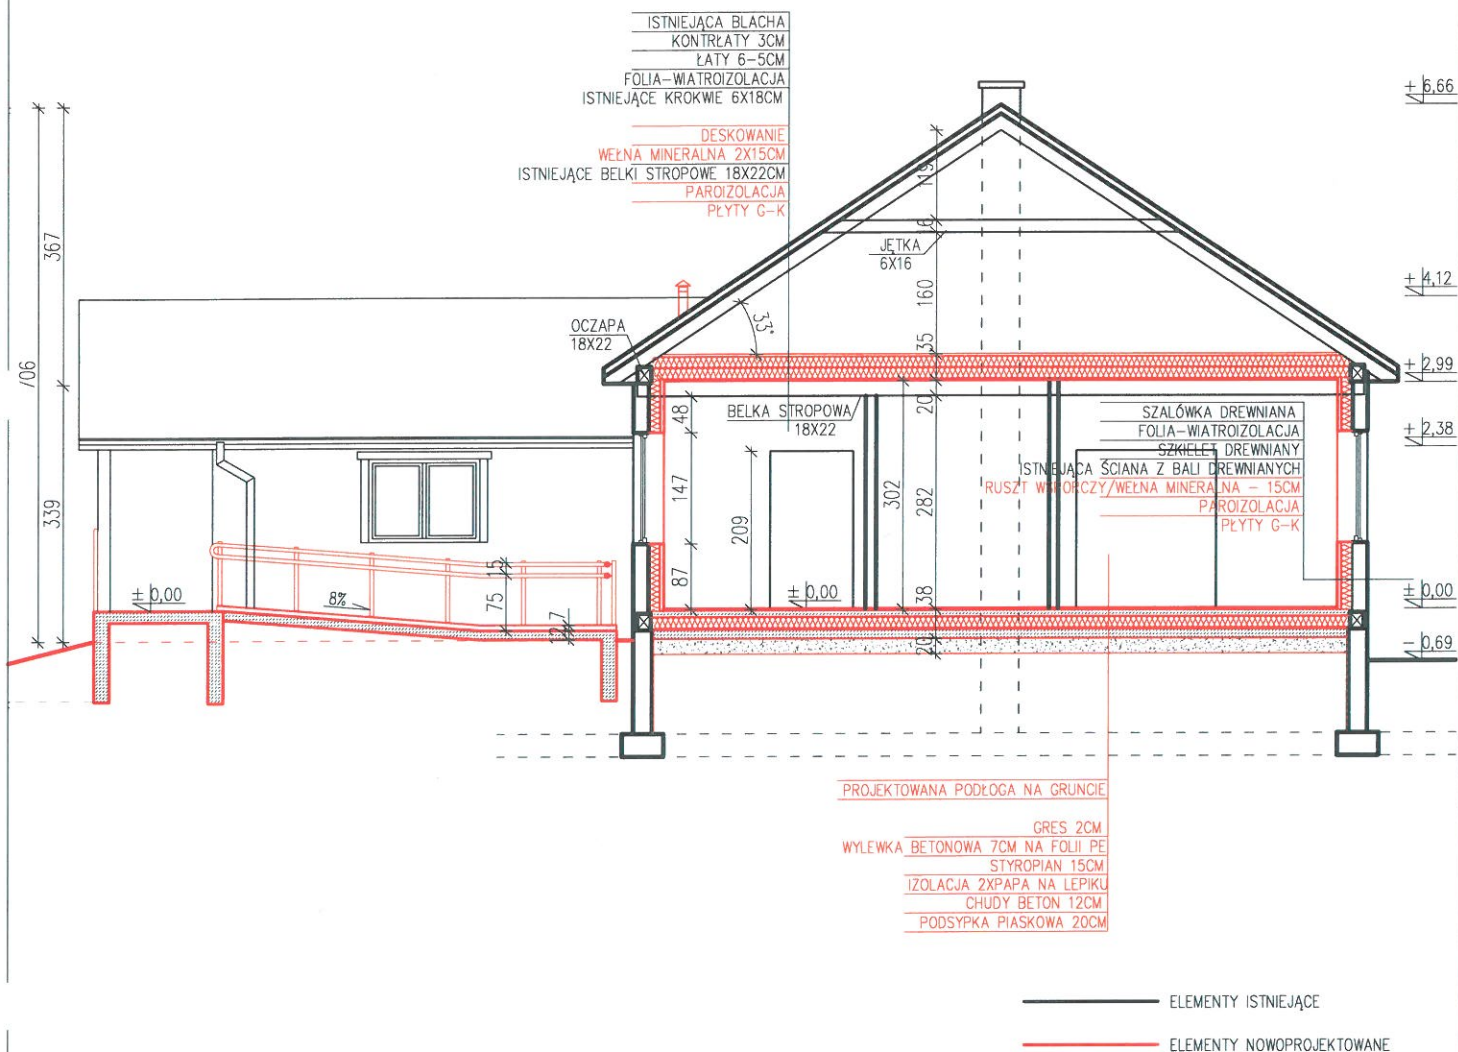 ISTNIEJĄCA BLACHA
KONTRŁATY 3CM
ŁATY 6-5CM
FOLIA-WIATROIZOLACJA
ISTNIEJĄCE KROKWIE 6X18CM
DESKOWANIE
WEŁNA MINERALNA 2X15CM
ISTNIEJĄCE BELKI STROPOWE 18X22CM
PAROIZOLACJA
PŁYTY G-K
+ 6,66
+ 4,12
+ 2,99
+ 2,38
± 0,00
- 0,69
367
339
119
16
JĘTKA
6X16
160
35
33°
OCZAPA
18X22
BELKA STROPOWA
18X22
20
48
147
87
209
302
282
38
20
± 0,00
SZALÓWKA DREWNIANA
FOLIA-WIATROIZOLACJA
SZKIELET DREWNIANY
ISTNIEJĄCA ŚCIANA Z BALI DREWNIANYCH
RUSZT WSPORCZY/WEŁNA MINERALNA - 15CM
PAROIZOLACJA
PŁYTY G-K
± 0,00
8%
15
75
7
PROJEKTOWANA PODŁOGA NA GRUNCIE
GRES 2CM
WYLEWKA BETONOWA 7CM NA FOLII PE
STYROPIAN 15CM
IZOLACJA 2XPAPA NA LEPIKU
CHUDY BETON 12CM
PODSYPKA PIASKOWA 20CM
ELEMENTY ISTNIEJĄCE
ELEMENTY NOWOPROJEKTOWANE